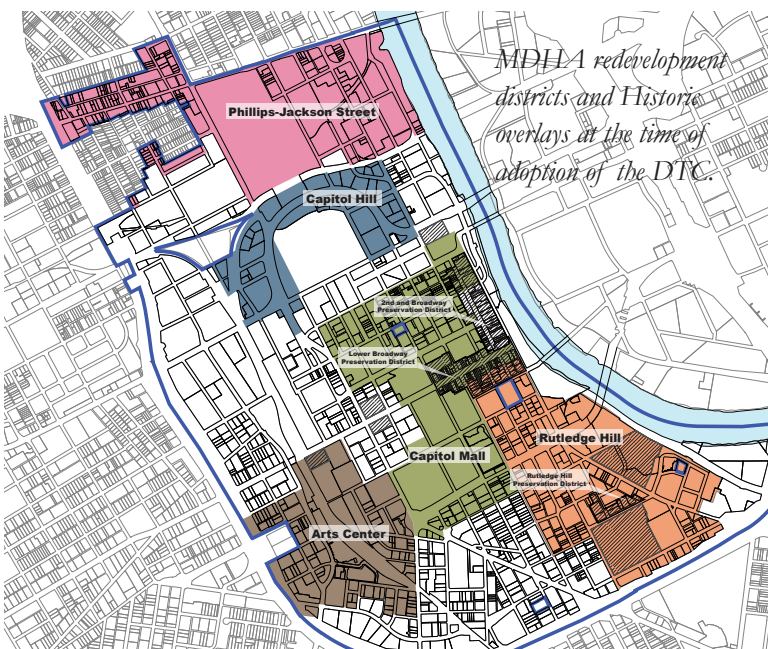 MDHA redevelopment
districts and Historic
overlays at the time of
adoption of the DTC.
Phillips-Jackson Street
Capitol Hill
2nd and Broadway
Preservation District
Lower Broadway
Preservation District
Rutledge Hill
Capitol Mall
Rutledge Hill
Preservation District
Arts Center